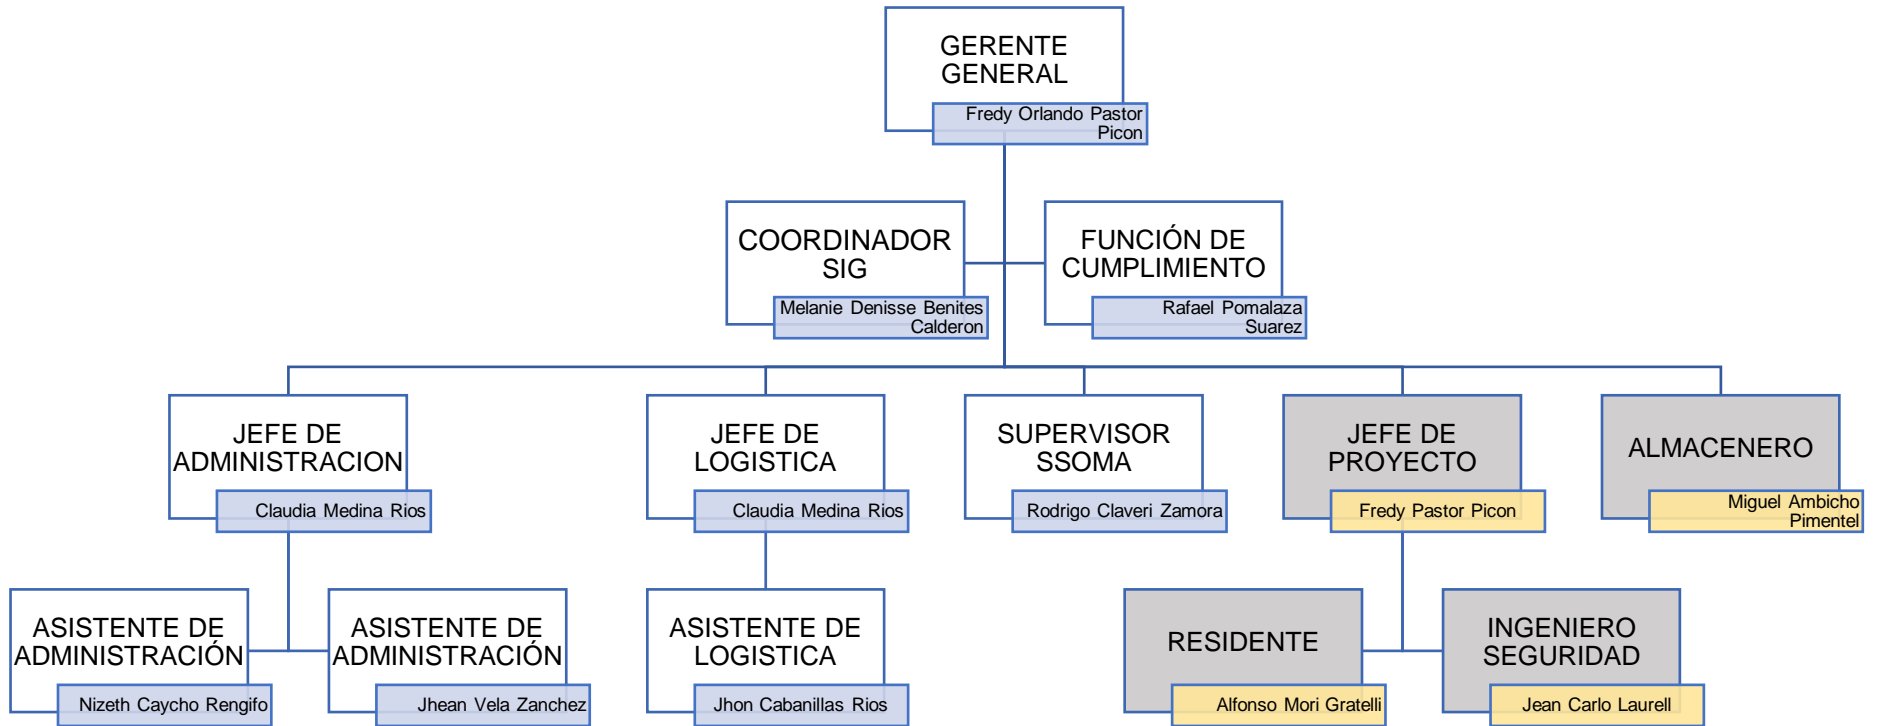 GERENTE
GENERAL
Fredy Orlando Pastor
Picon
COORDINADOR
SIG
Melanie Denisse Benites
Calderon
FUNCIÓN DE
CUMPLIMIENTO
Rafael Pomalaza
Suarez
JEFE DE
ADMINISTRACION
Claudia Medina Rios
JEFE DE
LOGISTICA
Claudia Medina Rios
SUPERVISOR
SSOMA
Rodrigo Claveri Zamora
JEFE DE
PROYECTO
Fredy Pastor Picon
ALMACENERO
Miguel Ambicho
Pimentel
ASISTENTE DE
ADMINISTRACIÓN
Nizeth Caycho Rengifo
ASISTENTE DE
ADMINISTRACIÓN
Jhean Vela Zanchez
ASISTENTE DE
LOGISTICA
Jhon Cabanillas Rios
RESIDENTE
Alfonso Mori Gratelli
INGENIERO
SEGURIDAD
Jean Carlo Laurell